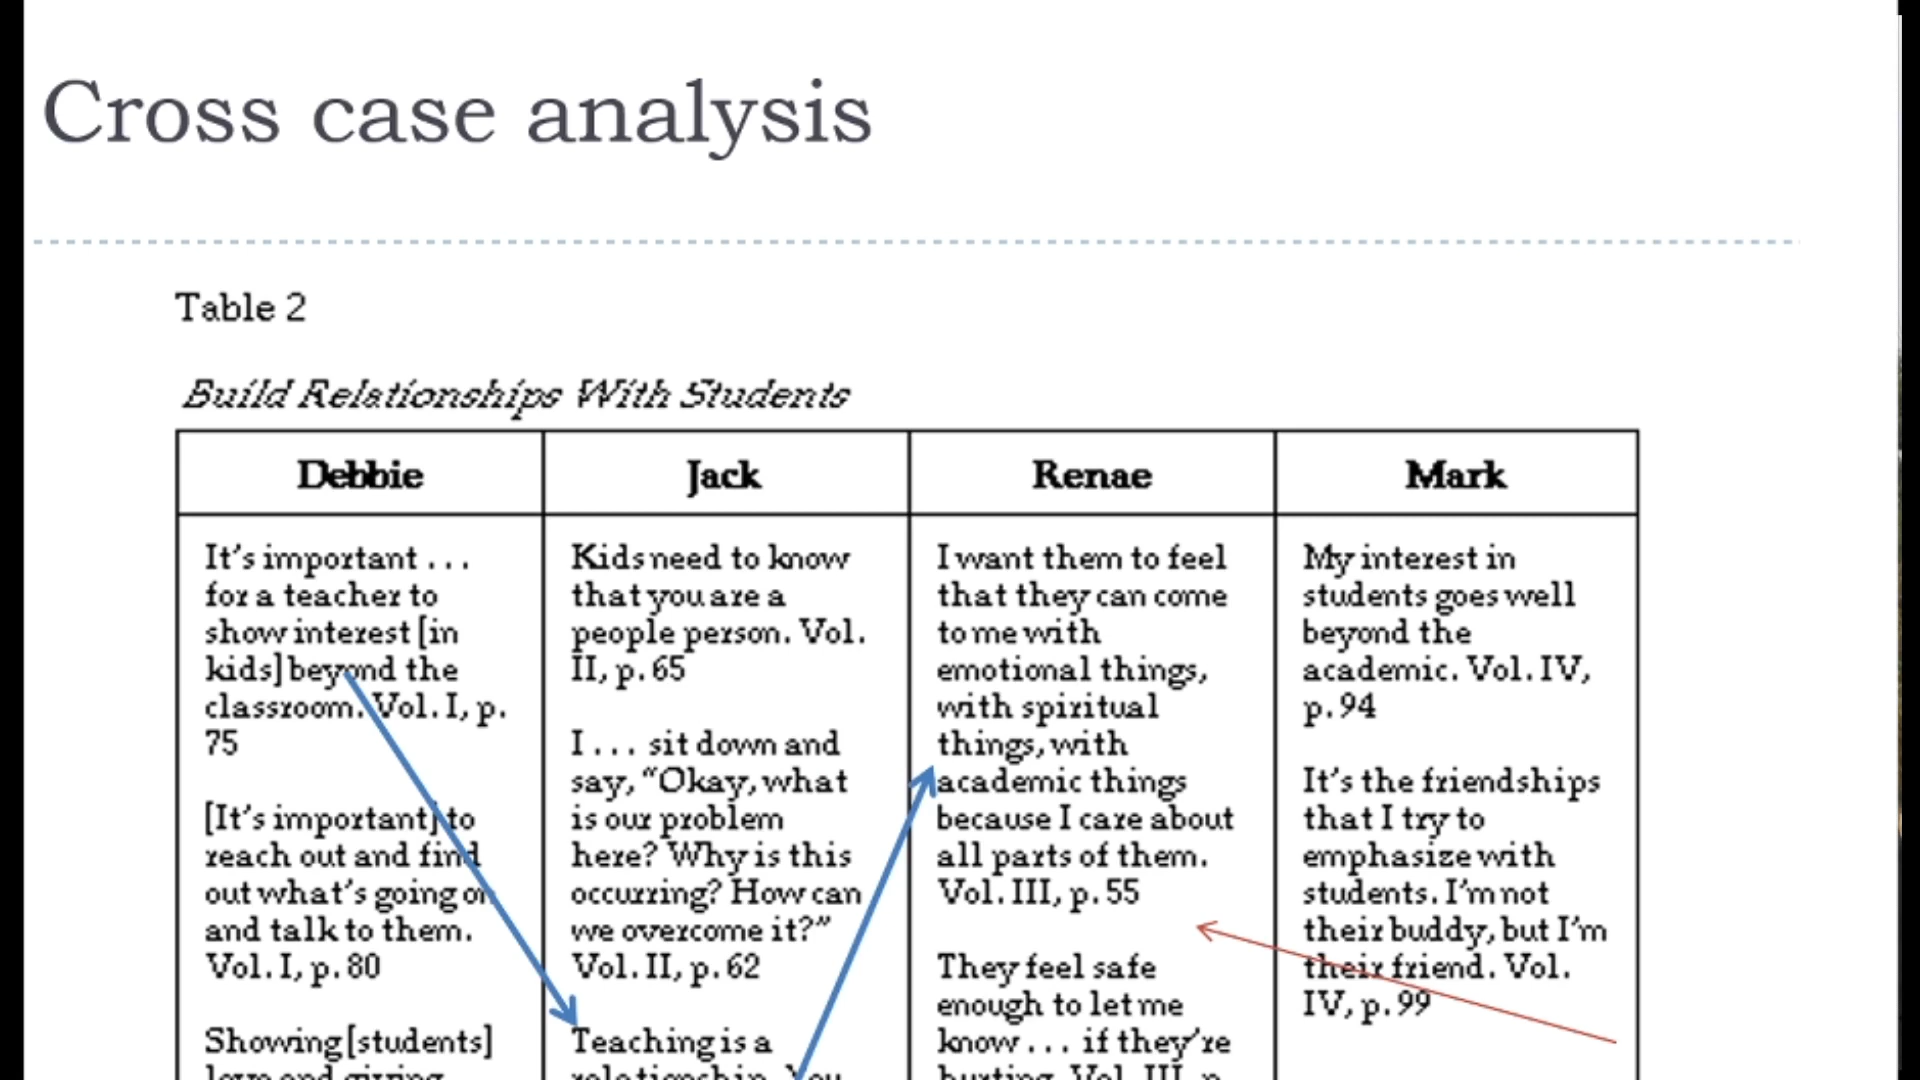 Cross case analysis
Table 2
Build Relationships With Students
Debbie
Jack
Renae
Mark
It's important . . .
for a teacher to
show interest [in
kids] beyond the
classroom. Vol. I, p.
75
[It's important] to
reach out and find
out what's going on
and talk to them.
Vol. I, p. 80
Showing [students]
love and giving
Kids need to know
that you are a
people person. Vol.
II, p. 65
I . . . sit down and
say, “Okay, what
is our problem
here? Why is this
occurring? How can
we overcome it?”
Vol. II, p. 62
Teaching is a
relationship. You
I want them to feel
that they can come
to me with
emotional things,
with spiritual
things, with
academic things
because I care about
all parts of them.
Vol. III, p. 55
They feel safe
enough to let me
know . . . if they're
hurting. Vol. III, p.
My interest in
students goes well
beyond the
academic. Vol. IV,
p. 94
It's the friendships
that I try to
emphasize with
students. I'm not
their buddy, but I'm
their friend. Vol.
IV, p. 99